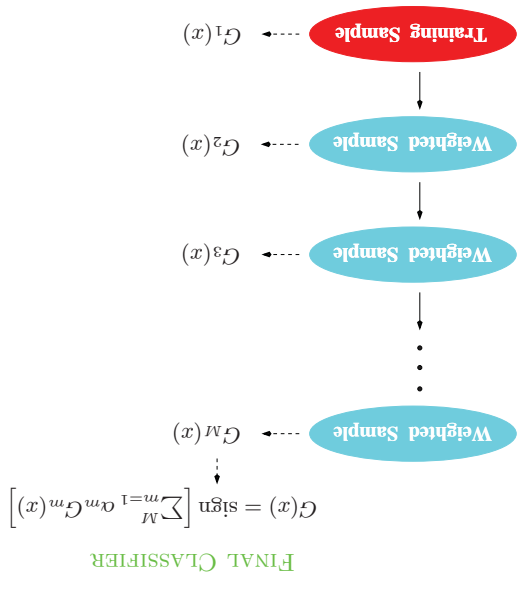 FINAL CLASSIFIER
G(x) = sign [∑_{m=1}^{M} α_m G_m(x)]
Weighted Sample G_M(x)
Weighted Sample G_3(x)
Weighted Sample G_2(x)
Training Sample G_1(x)